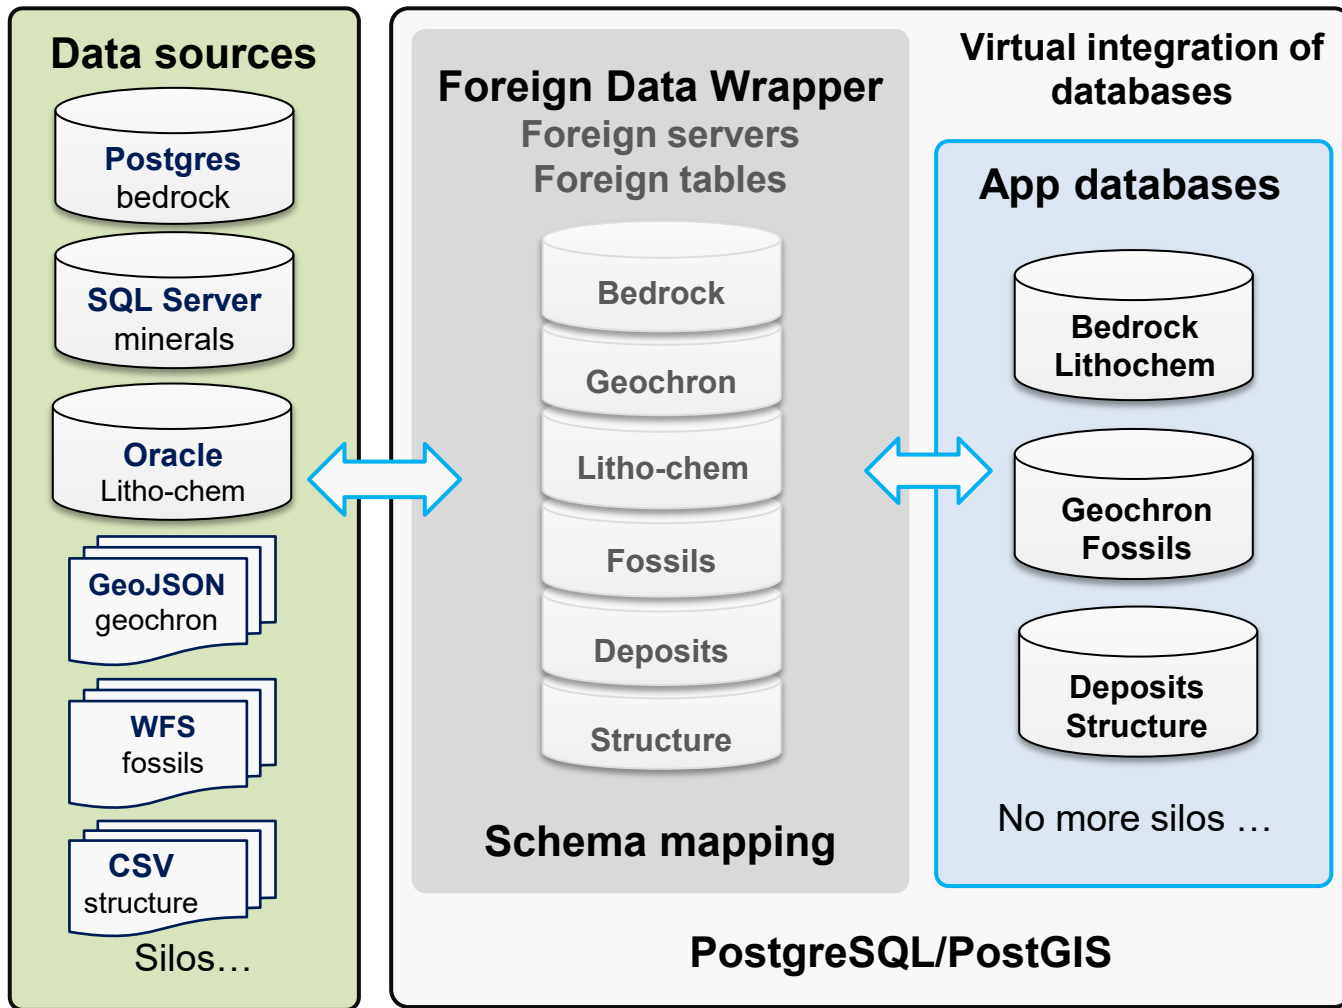 Data sources
Postgres
bedrock
SQL Server
minerals
Oracle
Litho-chem
GeoJSON
geochron
WFS
fossils
CSV
structure
Silos…
Foreign Data Wrapper
Foreign servers
Foreign tables
Bedrock
Geochron
Litho-chem
Fossils
Deposits
Structure
Schema mapping
Virtual integration of
databases
App databases
Bedrock
Lithochem
Geochron
Fossils
Deposits
Structure
No more silos …
PostgreSQL/PostGIS